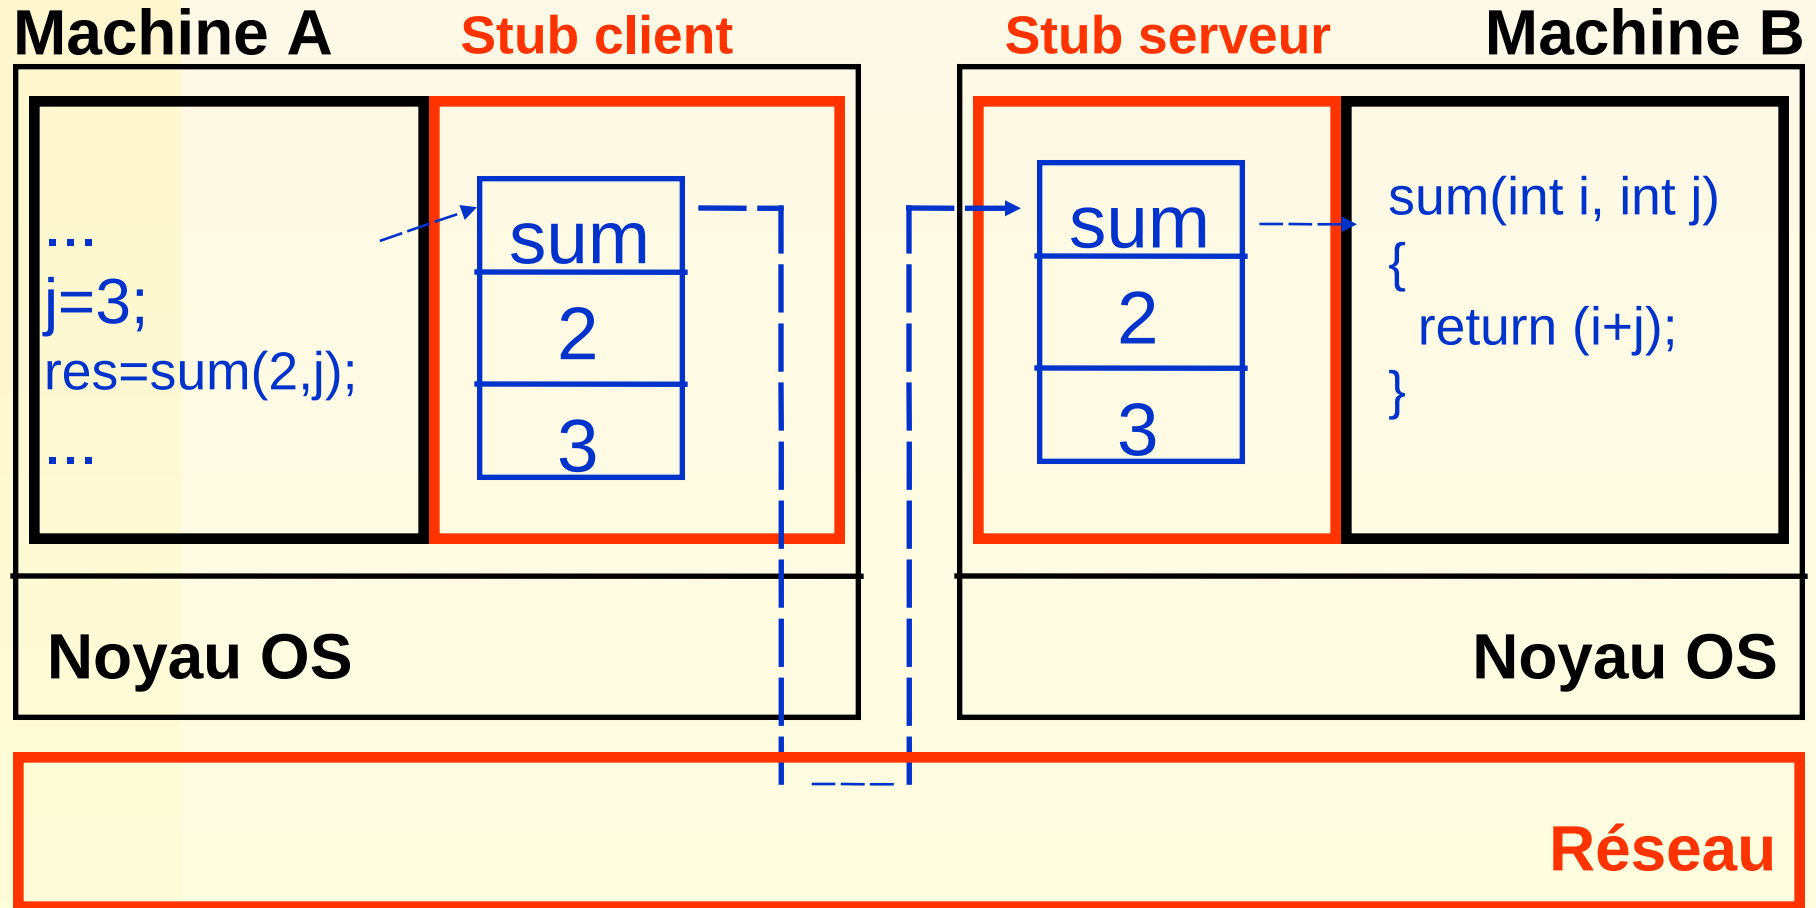 Machine A
Stub client
Stub serveur
Machine B
...
j=3;
res=sum(2,j);
...
sum
2
3
sum
2
3
sum(int i, int j)
{
return (i+j);
}
Noyau OS
Noyau OS
Réseau